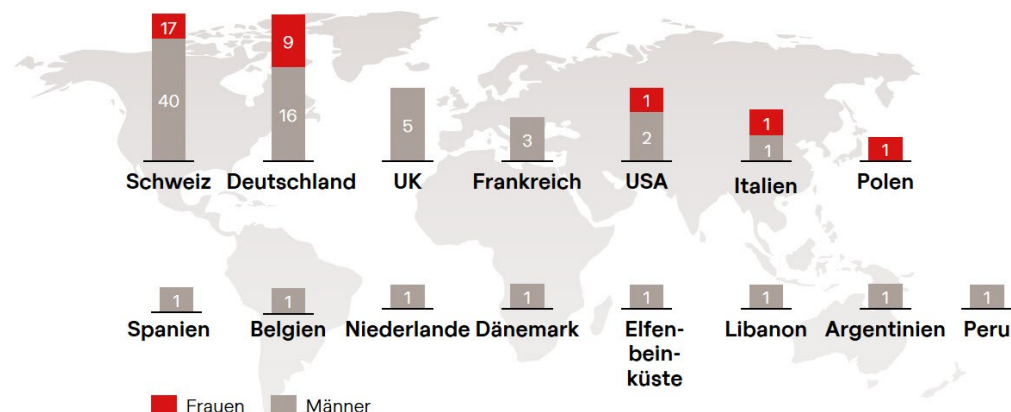 17 9
40 16 5 3 1 2 1 1 1
Schweiz Deutschland UK Frankreich USA Italien Polen
1 1 1 1 1 1 1 1
Spanien Belgien Niederlande Dänemark Elfen- Libanon Argentinien Peru
bein-
küste
Frauen Männer